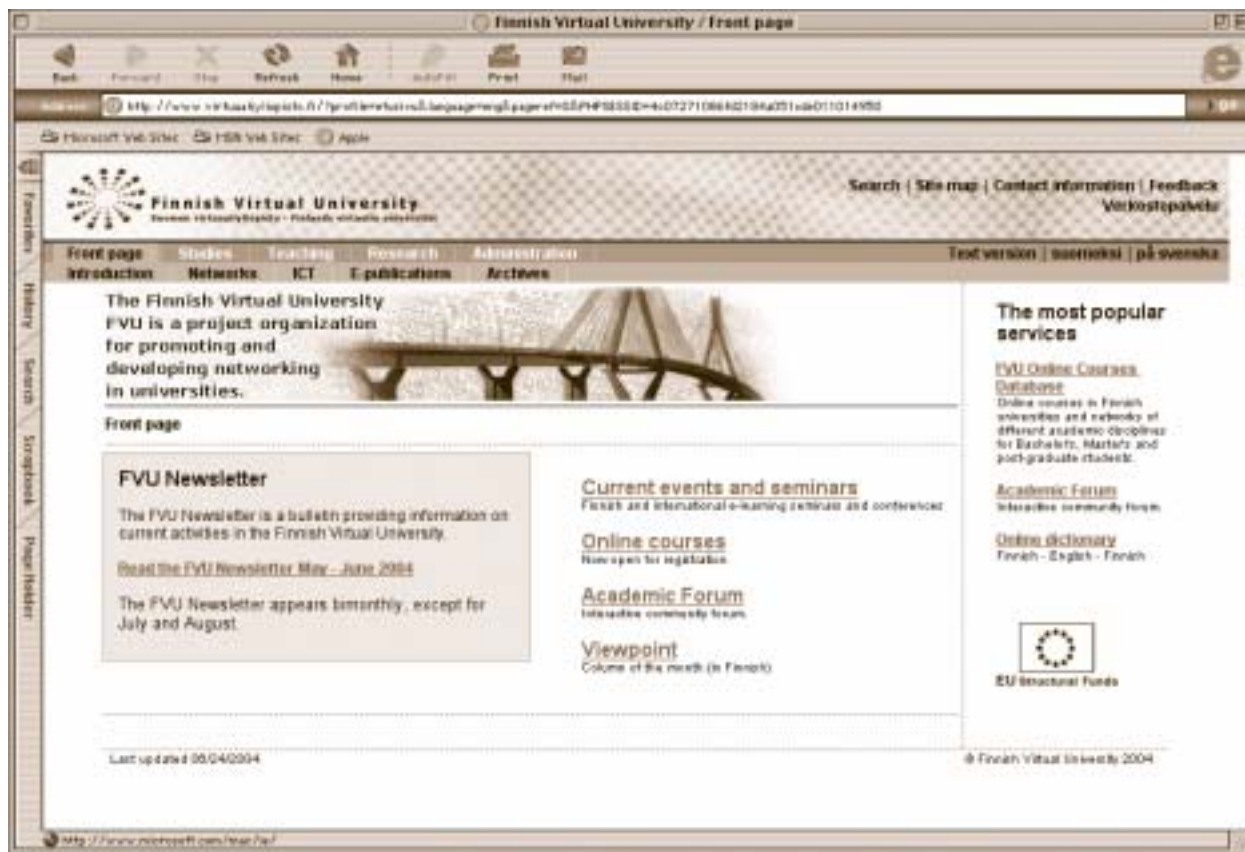 Finnish Virtual University / Front page
Back Forward Stop Refresh Home AutoFill Print Mail
Microsoft Web Sites MSN Web Sites Apple
Favorites
History
Search
Scrapbook
Page Holder
Finnish Virtual University
Search | Site map | Contact information | Feedback
Verkostopalvelu
Front page Studies Teaching Research Administration
Text version | suomeksi | på svenska
Introduction Networks ICT E-publications Archives
The Finnish Virtual University
FVU is a project organization
for promoting and
developing networking
in universities.
Front page
FVU Newsletter
The FVU Newsletter is a bulletin providing information on
current activities in the Finnish Virtual University.
Read the FVU Newsletter May - June 2004
The FVU Newsletter appears bimonthly, except for
July and August
Current events and seminars
Finnish and international e-learning seminars and conferences
Online courses
Now open for registration
Academic Forum
Interactive community forum
Viewpoint
Column of the month (in Finnish)
The most popular
services
FVU Online Courses
Database
Online courses in Finnish
universities and networks of
different academic disciplines
for Bachelor's, Master's and
post-graduate students.
Academic Forum
Interactive community forum
Online dictionary
Finnish - English - Finnish
EU Structural Funds
Last updated 06/24/2004
© Finnish Virtual University 2004
http://www.microsoft.com/mac/ie/